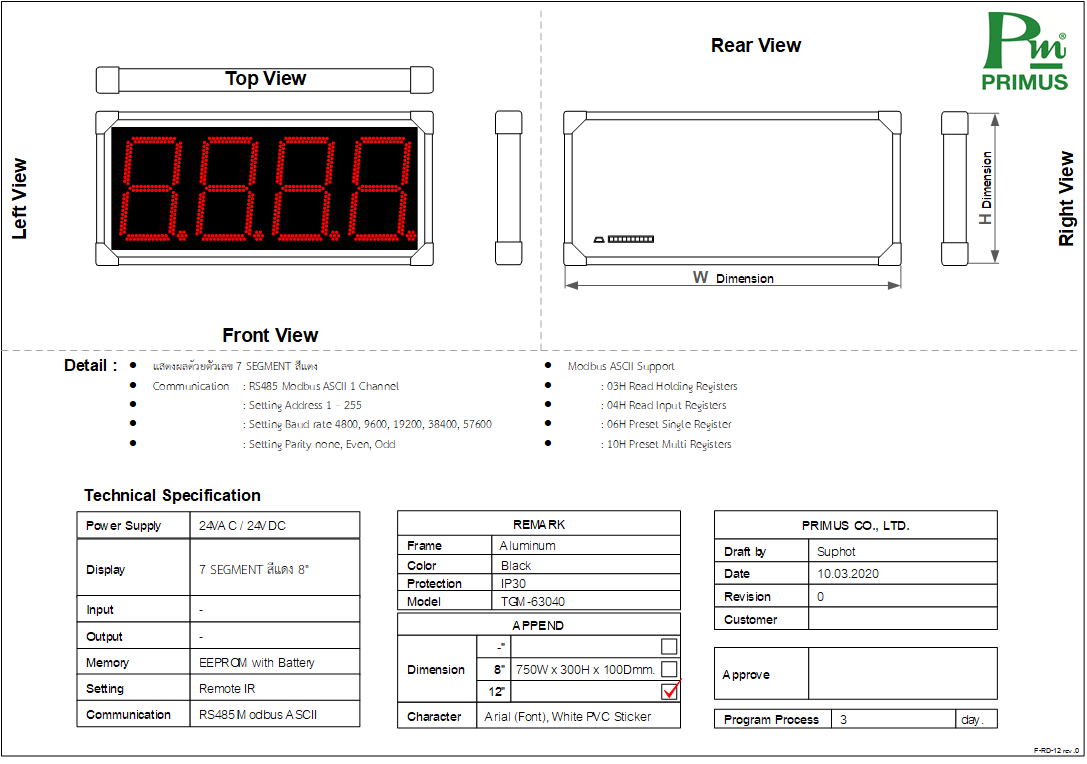 Top View
Rear View
Pm®
PRIMUS
Left View
H Dimension
Right View
W Dimension
Front View
Detail :
• แสดงผลด้วยตัวเลข 7 SEGMENT สีแดง
• Communication : RS485 Modbus ASCII 1 Channel
• : Setting Address 1 - 255
• : Setting Baud rate 4800, 9600, 19200, 38400, 57600
• : Setting Parity none, Even, Odd
• Modbus ASCII Support
• : 03H Read Holding Registers
• : 04H Read Input Registers
• : 06H Preset Single Register
• : 10H Preset Multi Registers
Technical Specification
Power Supply 24VAC / 24VDC
Display 7 SEGMENT สีแดง 8"
Input -
Output -
Memory EEPROM with Battery
Setting Remote IR
Communication RS485 Modbus ASCII
REMARK
Frame Aluminum
Color Black
Protection IP30
Model TGM-63040
APPEND
Dimension
-"
8" 750W x 300H x 100Dmm.
12"
Character Arial (Font), White PVC Sticker
PRIMUS CO., LTD.
Draft by Suphot
Date 10.03.2020
Revision 0
Customer
Approve
Program Process 3 day.
F-RD-12 rev.0